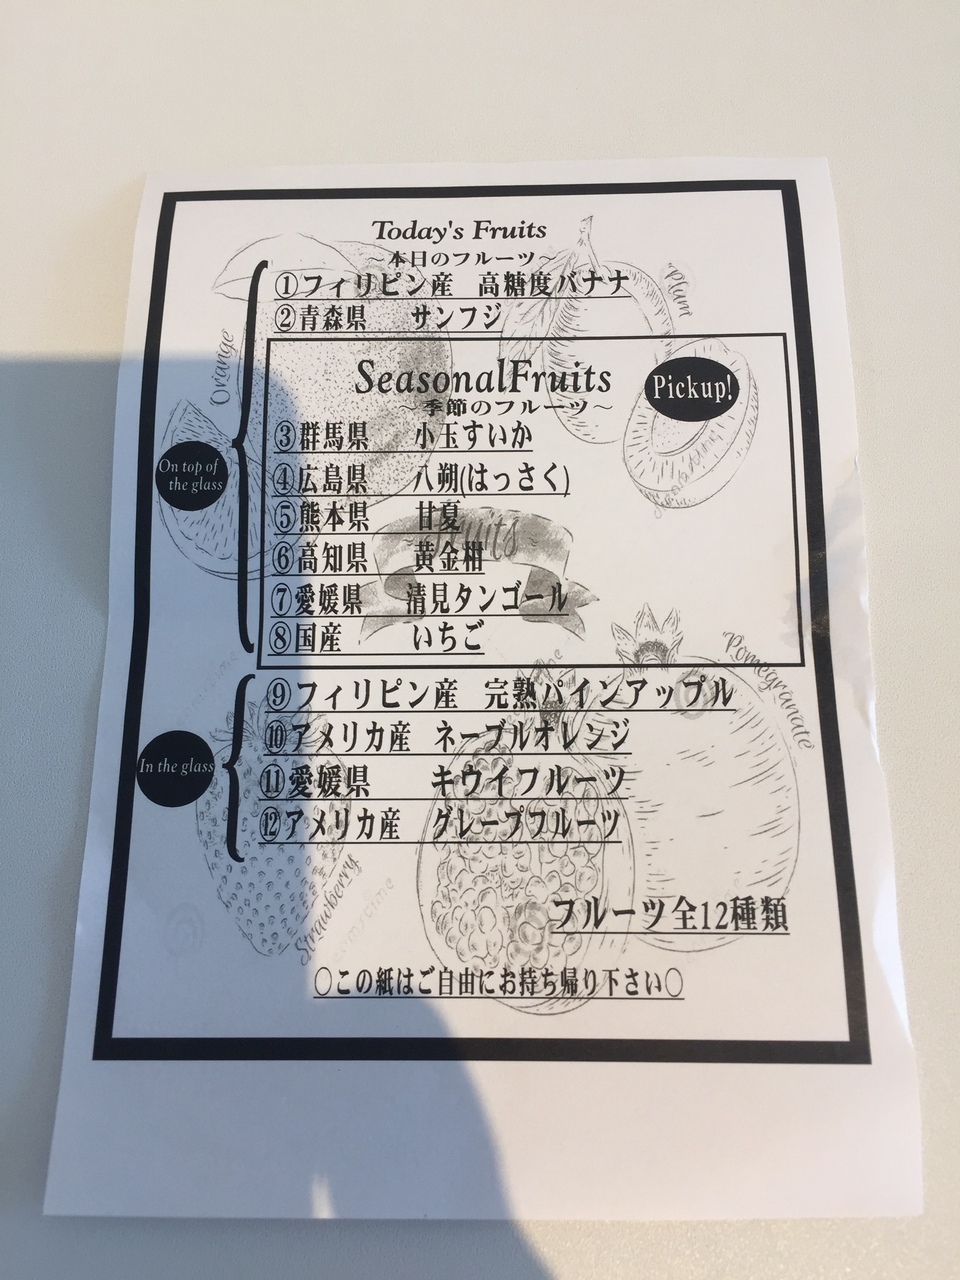 Today's Fruits
～本日のフルーツ～
①フィリピン産 高糖度バナナ
②青森県 サンフジ
SeasonalFruits
Pickup!
～季節のフルーツ～
③群馬県 小玉すいか
④広島県 八朔(はっさく)
⑤熊本県 甘夏
⑥高知県 黄金柑
⑦愛媛県 清見タンゴール
⑧国産 いちご
On top of
the glass
⑨フィリピン産 完熟パインアップル
⑩アメリカ産 ネーブルオレンジ
⑪愛媛県 キウイフルーツ
⑫アメリカ産 グレープフルーツ
In the glass
フルーツ全12種類
○この紙はご自由にお持ち帰り下さい○
Orange
Plum
Fruits
Pomegranate
Strawberry